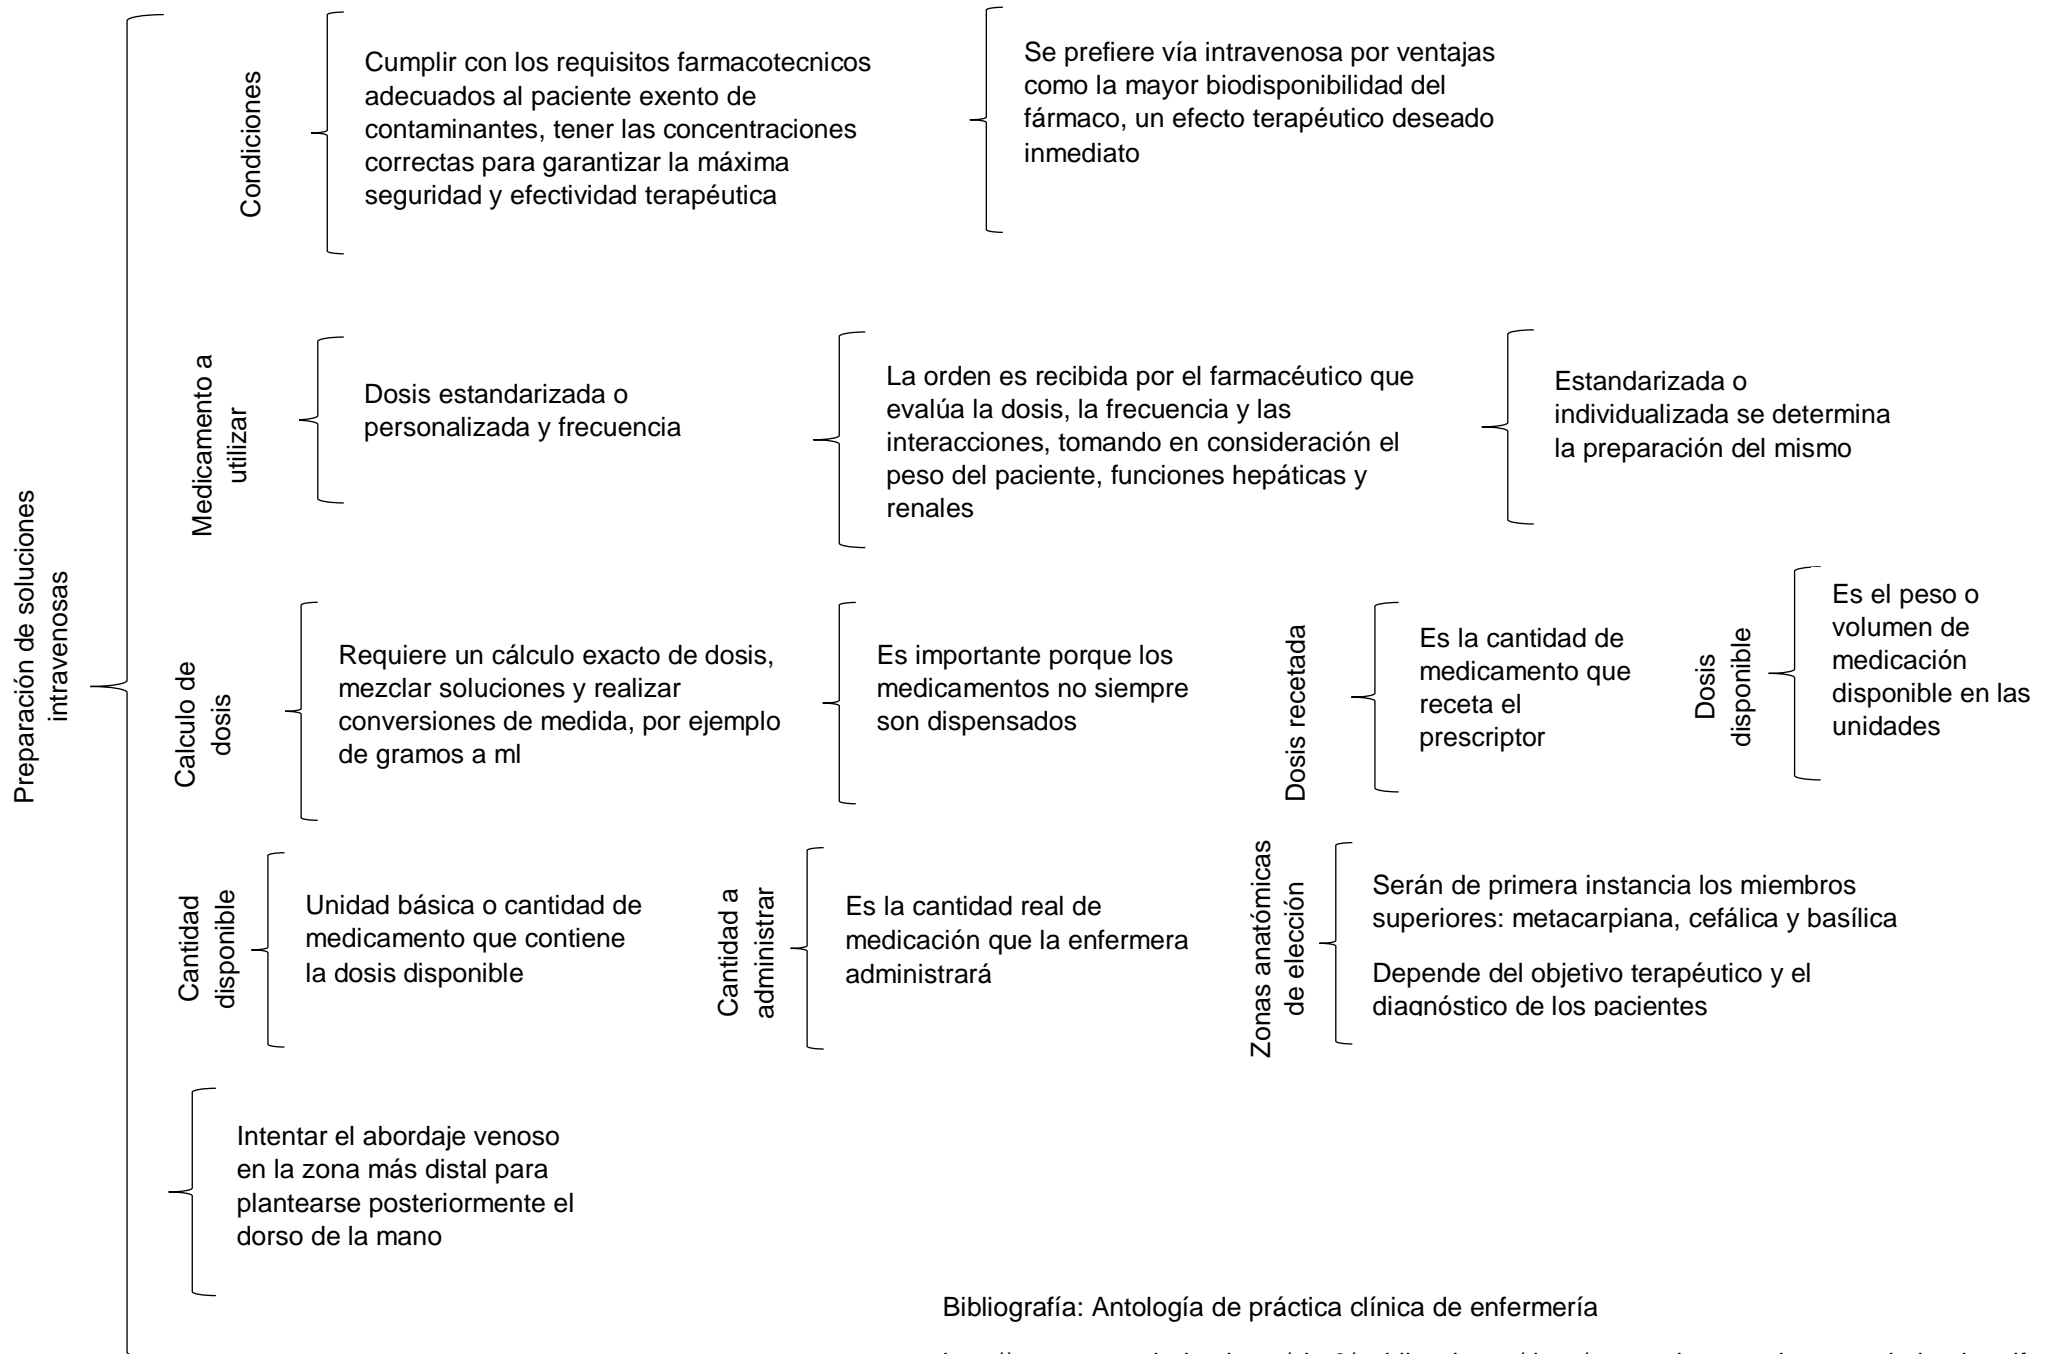 Preparación de soluciones
intravenosas
Condiciones
Cumplir con los requisitos farmacotecnicos
adecuados al paciente exento de
contaminantes, tener las concentraciones
correctas para garantizar la máxima
seguridad y efectividad terapéutica
Se prefiere vía intravenosa por ventajas
como la mayor biodisponibilidad del
fármaco, un efecto terapéutico deseado
inmediato
Medicamento a
utilizar
Dosis estandarizada o
personalizada y frecuencia
La orden es recibida por el farmacéutico que
evalúa la dosis, la frecuencia y las
interacciones, tomando en consideración el
peso del paciente, funciones hepáticas y
renales
Estandarizada o
individualizada se determina
la preparación del mismo
Calculo de
dosis
Requiere un cálculo exacto de dosis,
mezclar soluciones y realizar
conversiones de medida, por ejemplo
de gramos a ml
Es importante porque los
medicamentos no siempre
son dispensados
Dosis recetada
Es la cantidad de
medicamento que
receta el
prescriptor
Dosis
disponible
Es el peso o
volumen de
medicación
disponible en las
unidades
Cantidad
disponible
Unidad básica o cantidad de
medicamento que contiene
la dosis disponible
Cantidad a
administrar
Es la cantidad real de
medicación que la enfermera
administrará
Zonas anatómicas
de elección
Serán de primera instancia los miembros
superiores: metacarpiana, cefálica y basílica
Depende del objetivo terapéutico y el
diagnóstico de los pacientes
Intentar el abordaje venoso
en la zona más distal para
plantearse posteriormente el
dorso de la mano
Bibliografía: Antología de práctica clínica de enfermería